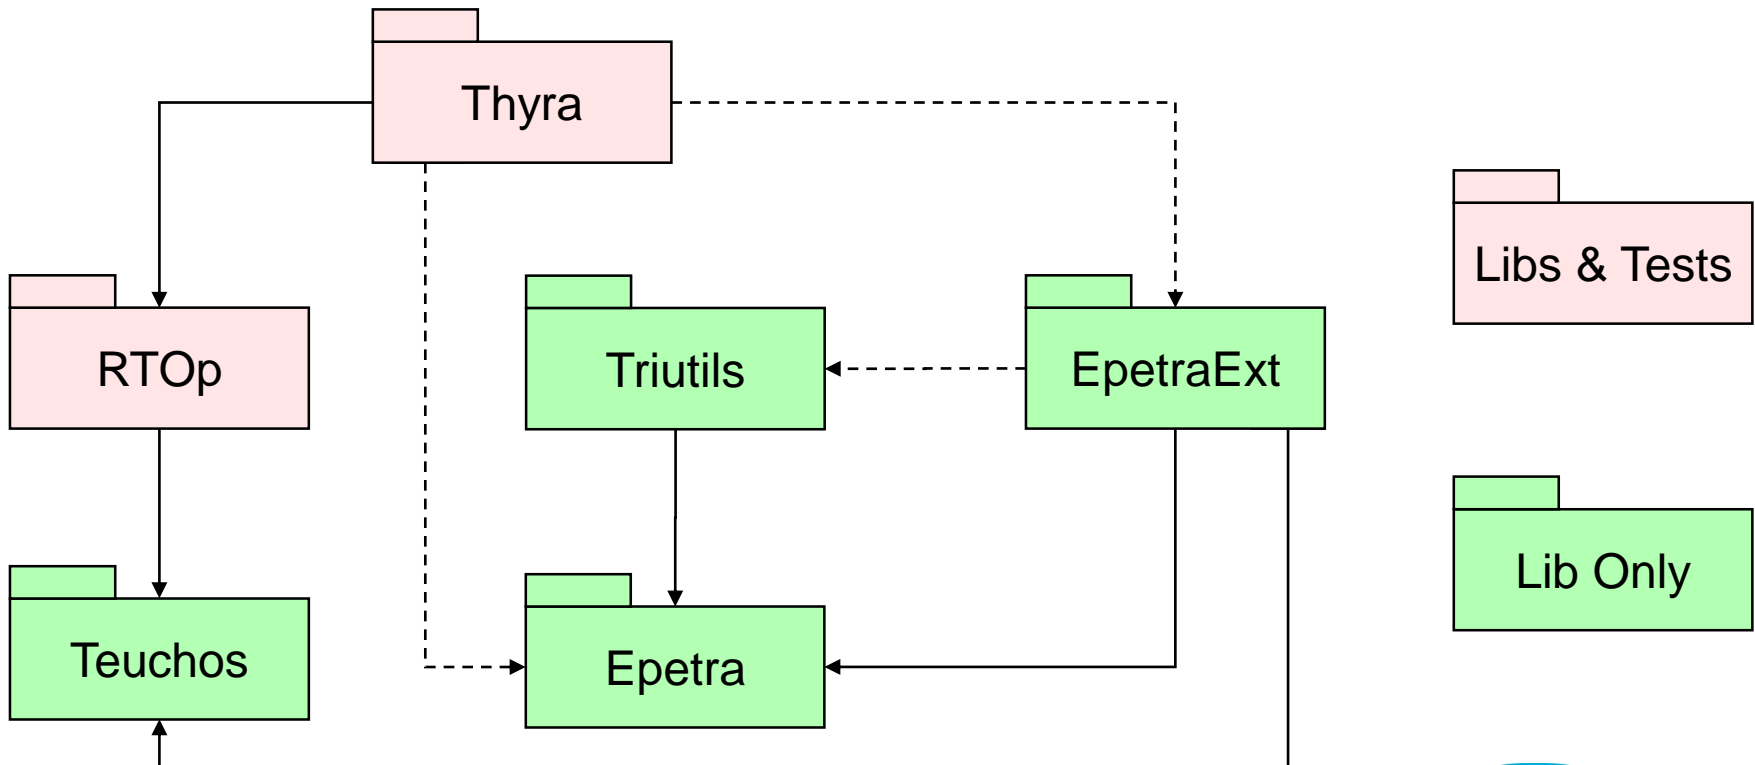 Thyra
Libs & Tests
RTOp
Triutils
EpetraExt
Lib Only
Teuchos
Epetra